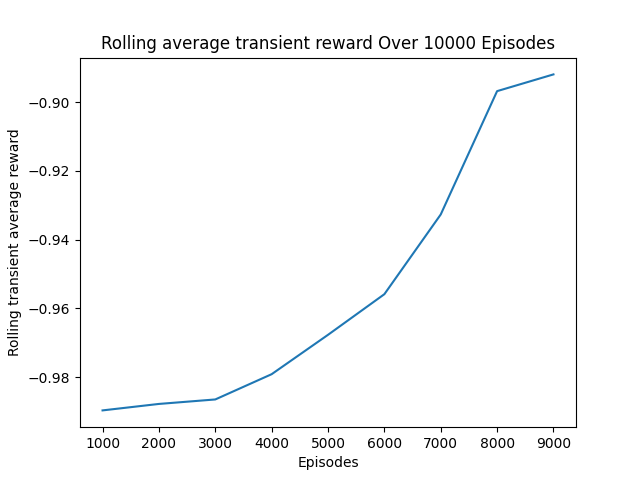 Rolling average transient reward Over 10000 Episodes
Rolling transient average reward
−0.90
−0.92
−0.94
−0.96
−0.98
1000 2000 3000 4000 5000 6000 7000 8000 9000
Episodes